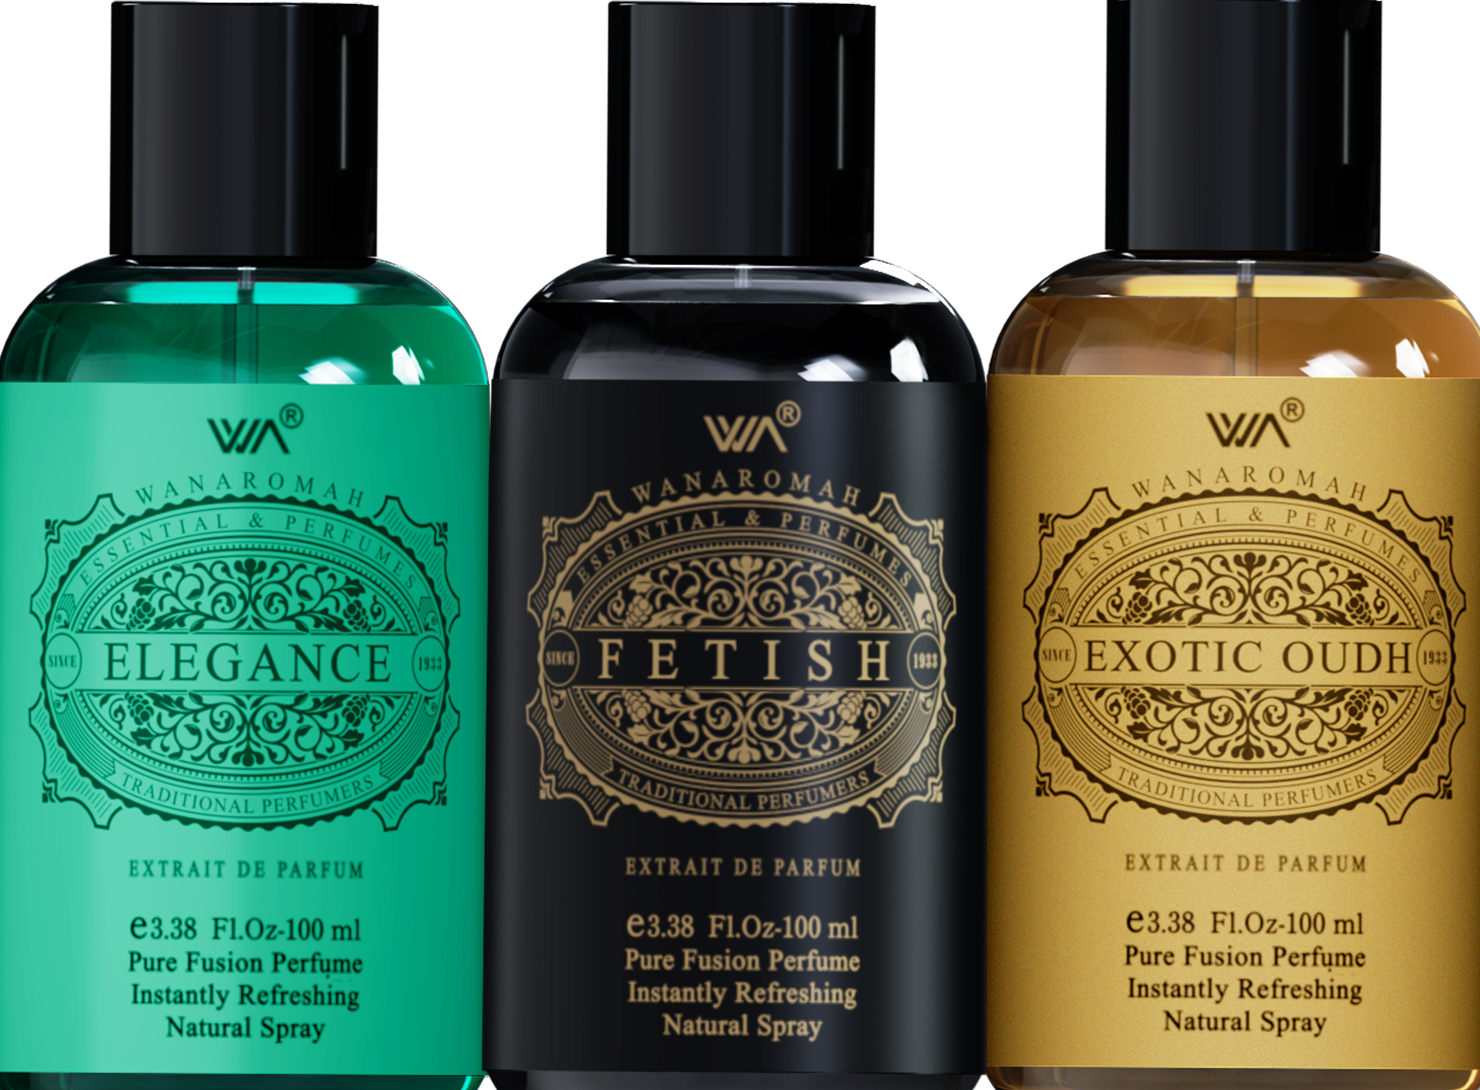 WA®
WANAROMAH
ESSENTIAL & PERFUMES
SINCE
ELEGANCE
1933
TRADITIONAL PERFUMERS
EXTRAIT DE PARFUM
e3.38 Fl.Oz-100 ml
Pure Fusion Perfume
Instantly Refreshing
Natural Spray
WA®
WANAROMAH
ESSENTIAL & PERFUMES
SINCE
FETISH
1933
TRADITIONAL PERFUMERS
EXTRAIT DE PARFUM
e3.38 Fl.Oz-100 ml
Pure Fusion Perfume
Instantly Refreshing
Natural Spray
WA®
WANAROMAH
ESSENTIAL & PERFUMES
SINCE
EXOTIC OUDH
1933
TRADITIONAL PERFUMERS
EXTRAIT DE PARFUM
e3.38 Fl.Oz-100 ml
Pure Fusion Perfume
Instantly Refreshing
Natural Spray